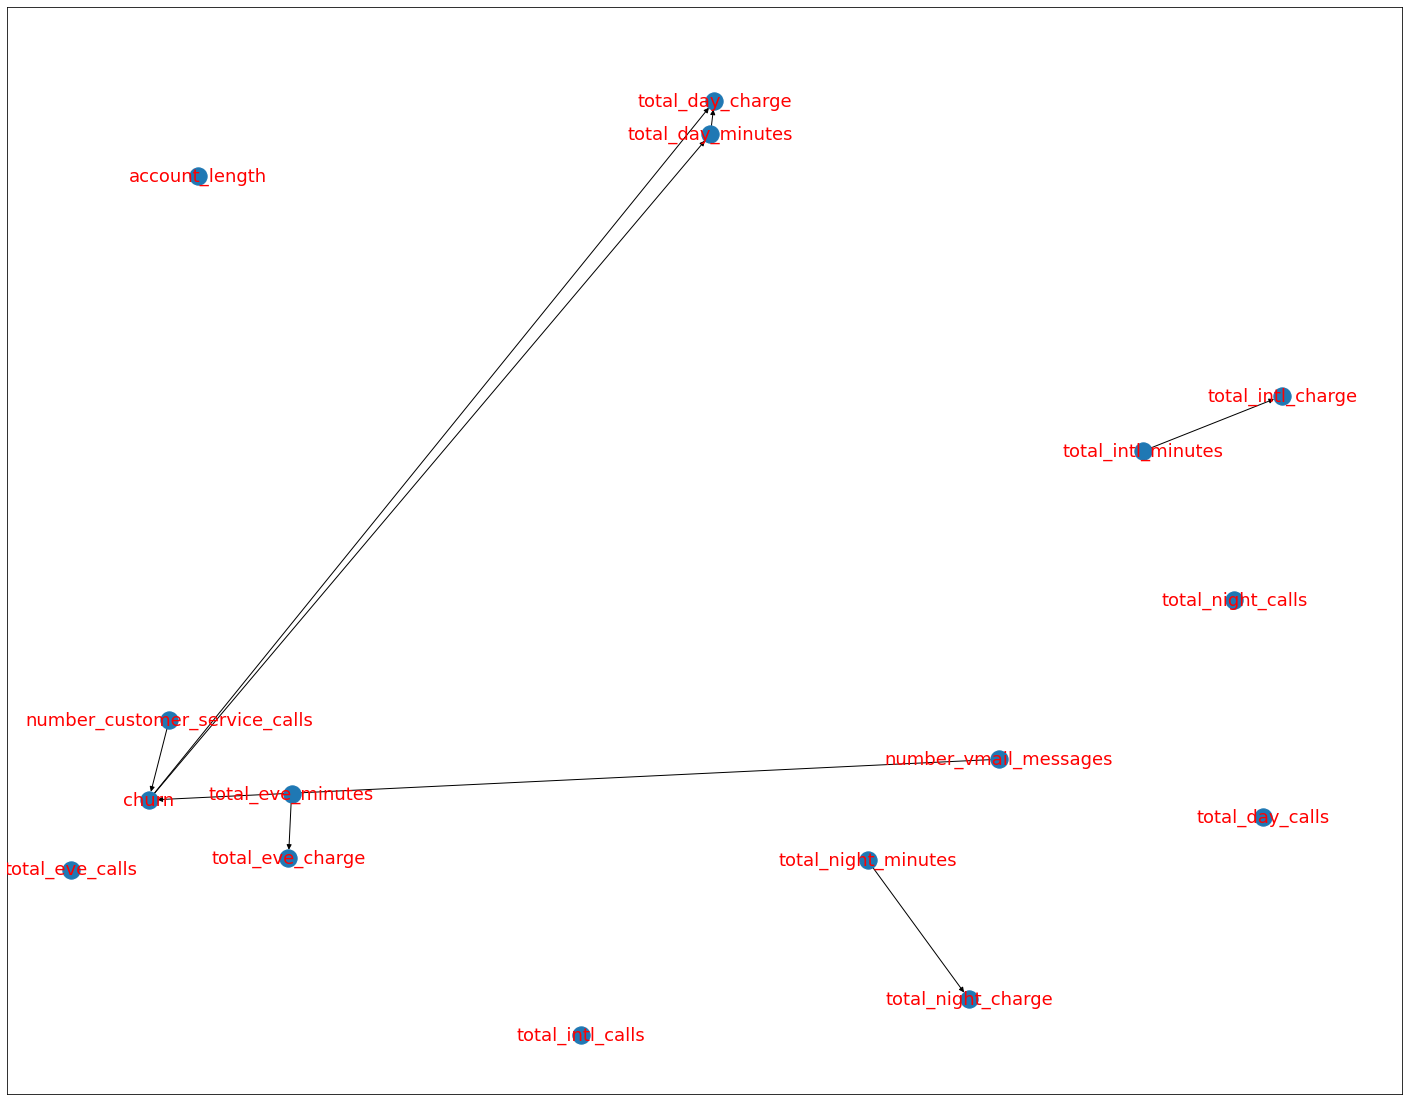 total_day_charge
total_day_minutes
account_length
total_intl_charge
total_intl_minutes
total_night_calls
number_customer_service_calls
number_vmail_messages
total_eve_minutes
churn
total_day_calls
total_eve_charge
total_night_minutes
total_eve_calls
total_night_charge
total_intl_calls